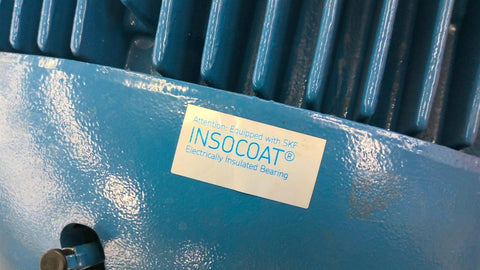 Attention: Equipped with SKF
INSOCOAT®
Electrically Insulated Bearing